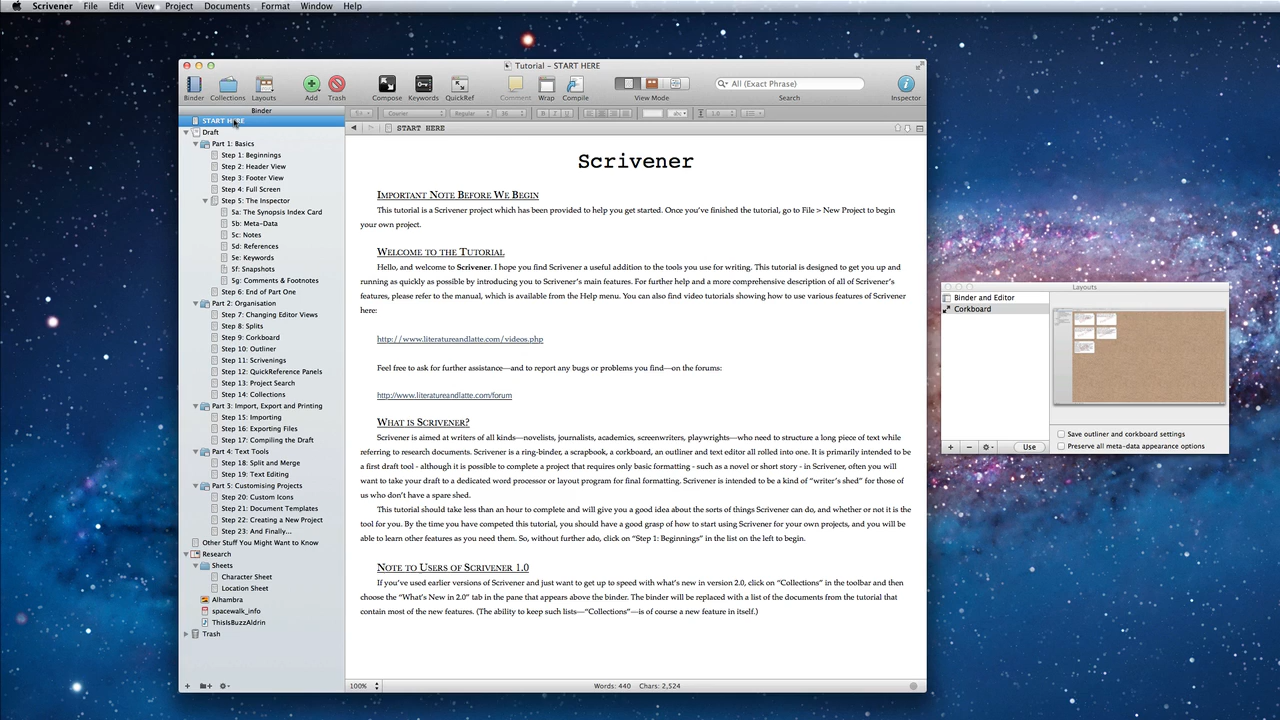 Scrivener File Edit View Project Documents Format Window Help
Tutorial – START HERE
Binder Collections Layouts Add Trash Compose Keywords QuickRef Comment Wrap Compile View Mode Search Inspector
All (Exact Phrase)
Courier Regular 36 B I U abc 1.0
Binder
START HERE
Draft
Part 1: Basics
Step 1: Beginnings
Step 2: Header View
Step 3: Footer View
Step 4: Full Screen
Step 5: The Inspector
5a: The Synopsis Index Card
5b: Meta-Data
5c: Notes
5d: References
5e: Keywords
5f: Snapshots
5g: Comments & Footnotes
Step 6: End of Part One
Part 2: Organisation
Step 7: Changing Editor Views
Step 8: Splits
Step 9: Corkboard
Step 10: Outliner
Step 11: Scrivenings
Step 12: QuickReference Panels
Step 13: Project Search
Step 14: Collections
Part 3: Import, Export and Printing
Step 15: Importing
Step 16: Exporting Files
Step 17: Compiling the Draft
Part 4: Text Tools
Step 18: Split and Merge
Step 19: Text Editing
Part 5: Customising Projects
Step 20: Custom Icons
Step 21: Document Templates
Step 22: Creating a New Project
Step 23: And Finally...
Other Stuff You Might Want to Know
Research
Sheets
Character Sheet
Location Sheet
Alhambra
spacewalk_info
ThisIsBuzzAldrin
Trash
START HERE
Scrivener
Important Note Before We Begin
This tutorial is a Scrivener project which has been provided to help you get started. Once you've finished the tutorial, go to File > New Project to begin
your own project.
Welcome to the Tutorial
Hello, and welcome to Scrivener. I hope you find Scrivener a useful addition to the tools you use for writing. This tutorial is designed to get you up and
running as quickly as possible by introducing you to Scrivener's main features. For further help and a more comprehensive description of all of Scrivener's
features, please refer to the manual, which is available from the Help menu. You can also find video tutorials showing how to use various features of Scrivener
here:
http://www.literatureandlatte.com/videos.php
Feel free to ask for further assistance—and to report any bugs or problems you find—on the forums:
http://www.literatureandlatte.com/forum
What is Scrivener?
Scrivener is aimed at writers of all kinds—novelists, journalists, academics, screenwriters, playwrights—who need to structure a long piece of text while
referring to research documents. Scrivener is a ring-binder, a scrapbook, a corkboard, an outliner and text editor all rolled into one. It is primarily intended to be
a first draft tool - although it is possible to complete a project that requires only basic formatting - such as a novel or short story - in Scrivener, often you will
want to take your draft to a dedicated word processor or layout program for final formatting. Scrivener is intended to be a kind of "writer's shed" for those of
us who don't have a spare shed.
This tutorial should take less than an hour to complete and will give you a good idea about the sorts of things Scrivener can do, and whether or not it is the
tool for you. By the time you have competed this tutorial, you should have a good grasp of how to start using Scrivener for your own projects, and you will be
able to learn other features as you need them. So, without further ado, click on "Step 1: Beginnings" in the list on the left to begin.
Note to Users of Scrivener 1.0
If you've used earlier versions of Scrivener and just want to get up to speed with what's new in version 2.0, click on "Collections" in the toolbar and then
choose the "What's New in 2.0" tab in the pane that appears above the binder. The binder will be replaced with a list of the documents from the tutorial that
contain most of the new features. (The ability to keep such lists—"Collections"—is of course a new feature in itself.)
100%
Words: 440 Chars: 2,524
Layouts
Binder and Editor
Corkboard
Use
Save outliner and corkboard settings
Preserve all meta-data appearance options